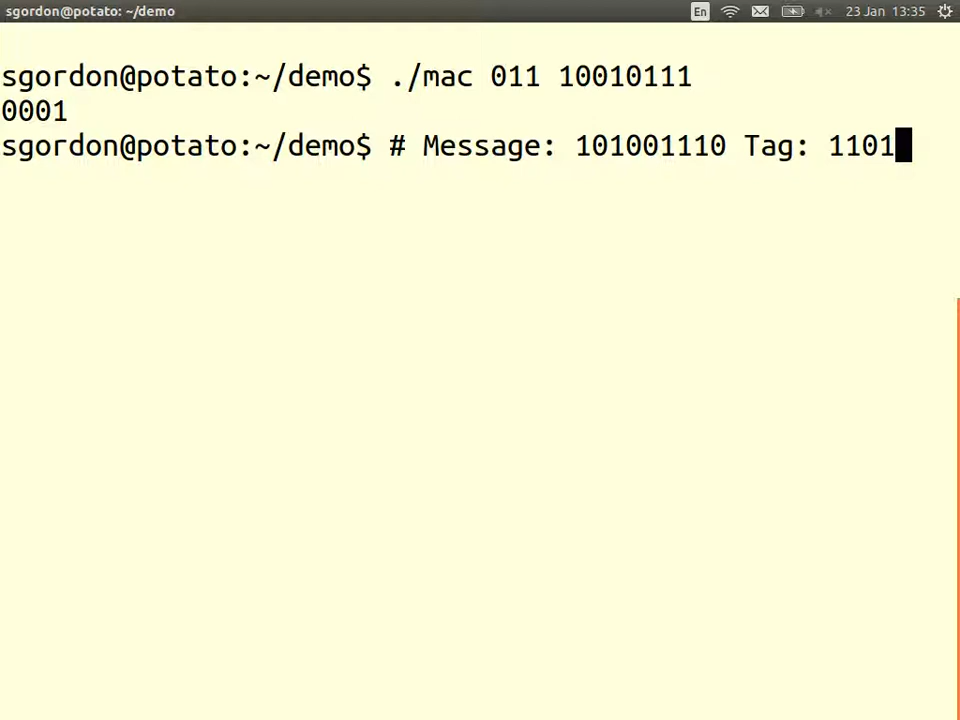 sgordon@potato: ~/demo En 23 Jan 13:35
sgordon@potato:~/demo$ ./mac 011 10010111
0001
sgordon@potato:~/demo$ # Message: 101001110 Tag: 1101